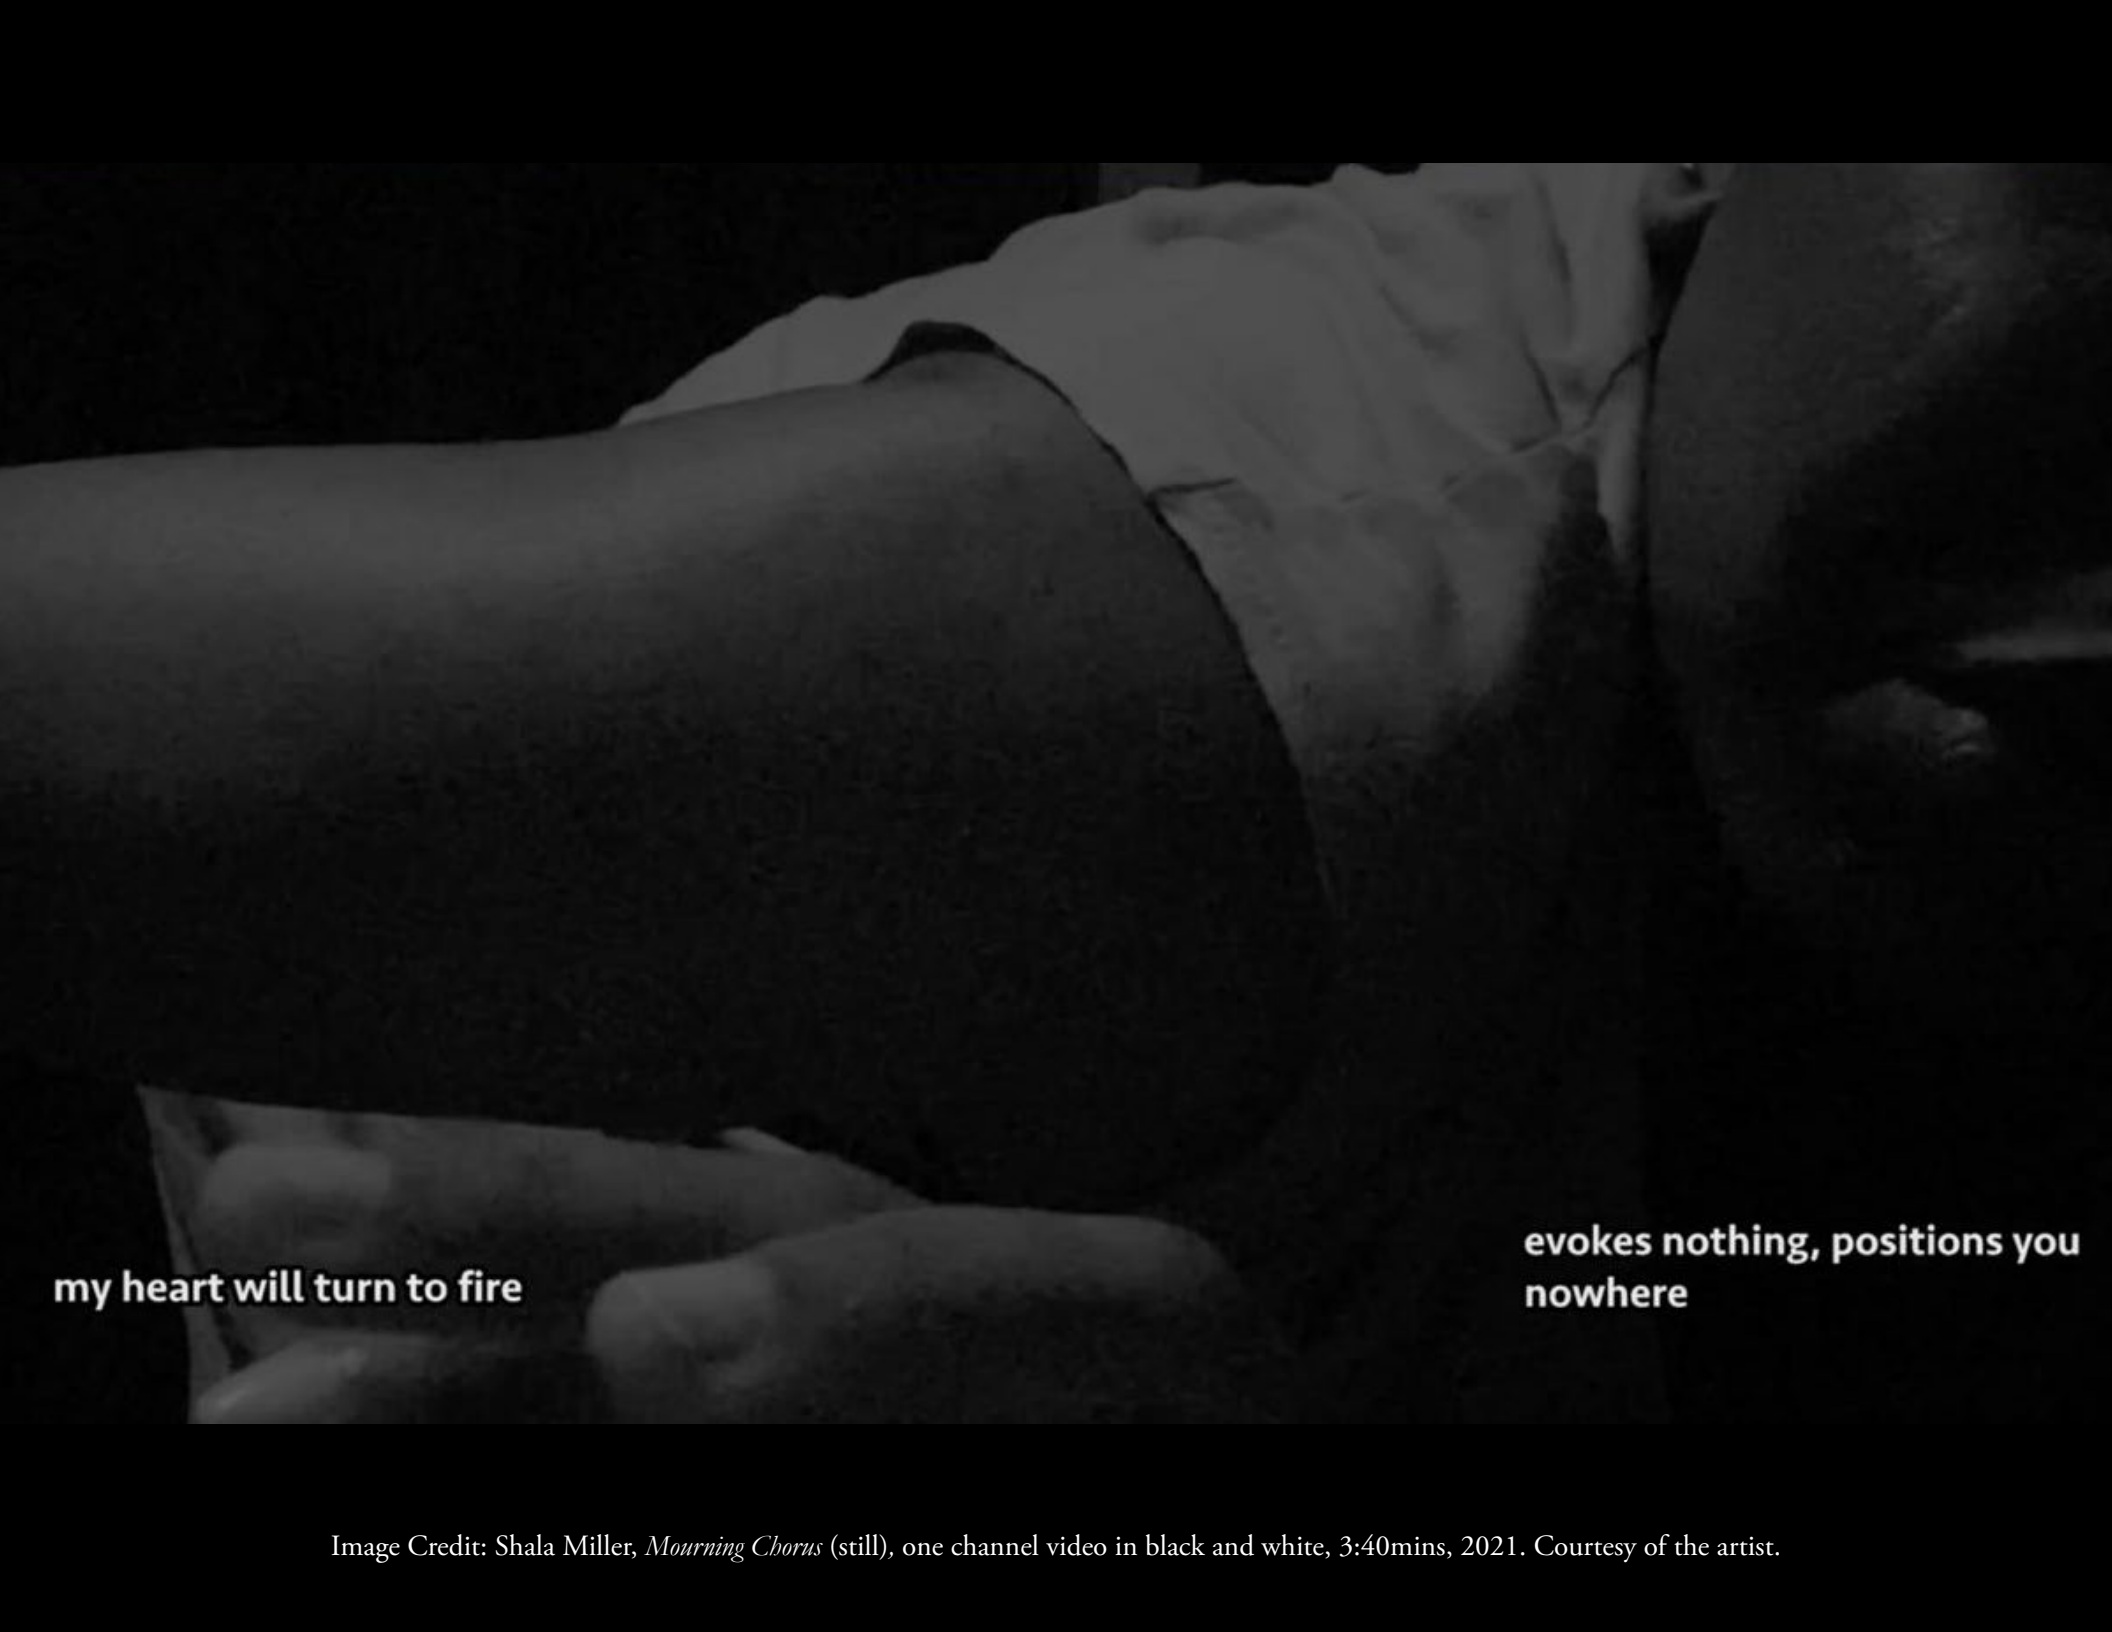 my heart will turn to fire
evokes nothing, positions you
nowhere
Image Credit: Shala Miller, Mourning Chorus (still), one channel video in black and white, 3:40mins, 2021. Courtesy of the artist.